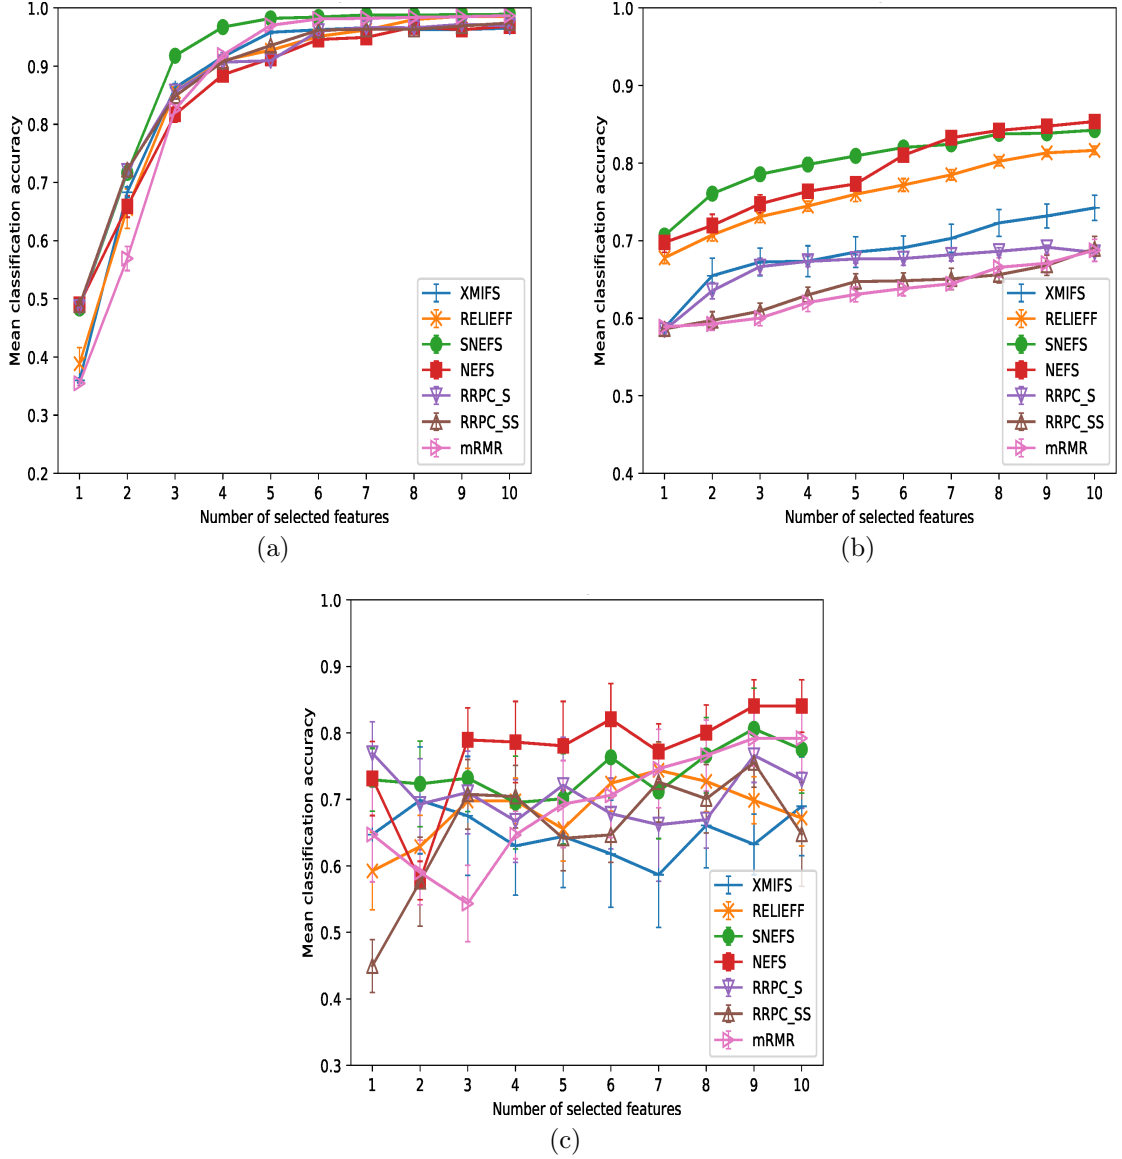 1.0
0.9
0.8
0.7
0.6
0.5
0.4
0.3
0.2
Mean classification accuracy
1 2 3 4 5 6 7 8 9 10
Number of selected features
XMIFS
RELIEFF
SNEFS
NEFS
RRPC_S
RRPC_SS
mRMR
(a)
1.0
0.9
0.8
0.7
0.6
0.5
0.4
Mean classification accuracy
1 2 3 4 5 6 7 8 9 10
Number of selected features
XMIFS
RELIEFF
SNEFS
NEFS
RRPC_S
RRPC_SS
mRMR
(b)
1.0
0.9
0.8
0.7
0.6
0.5
0.4
0.3
Mean classification accuracy
1 2 3 4 5 6 7 8 9 10
Number of selected features
XMIFS
RELIEFF
SNEFS
NEFS
RRPC_S
RRPC_SS
mRMR
(c)